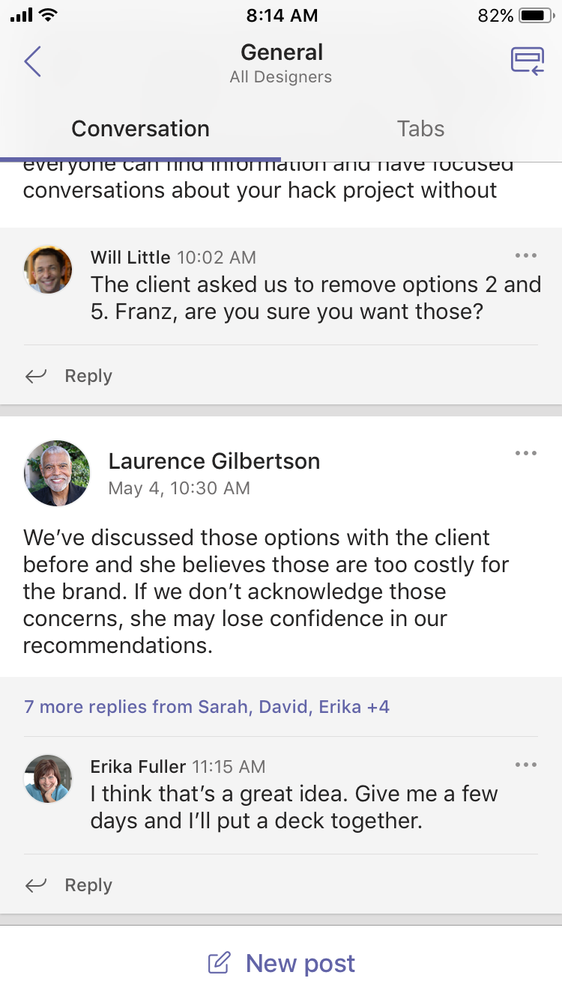 8:14 AM
82%
General
All Designers
Conversation
Tabs
everyone can find information and have focused
conversations about your hack project without
Will Little 10:02 AM
The client asked us to remove options 2 and
5. Franz, are you sure you want those?
Reply
Laurence Gilbertson
May 4, 10:30 AM
We’ve discussed those options with the client
before and she believes those are too costly for
the brand. If we don’t acknowledge those
concerns, she may lose confidence in our
recommendations.
7 more replies from Sarah, David, Erika +4
Erika Fuller 11:15 AM
I think that’s a great idea. Give me a few
days and I’ll put a deck together.
Reply
New post